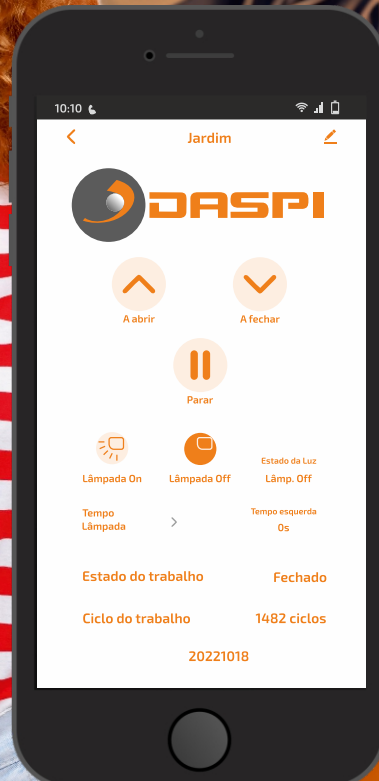 10:10
Jardim
DASPI
A abrir
A fechar
Parar
Estado da Luz
Lâmpada On
Lâmpada Off
Lâmp. Off
Tempo Lâmpada
Tempo esquerda
0s
Estado do trabalho
Fechado
Ciclo do trabalho
1482 ciclos
20221018